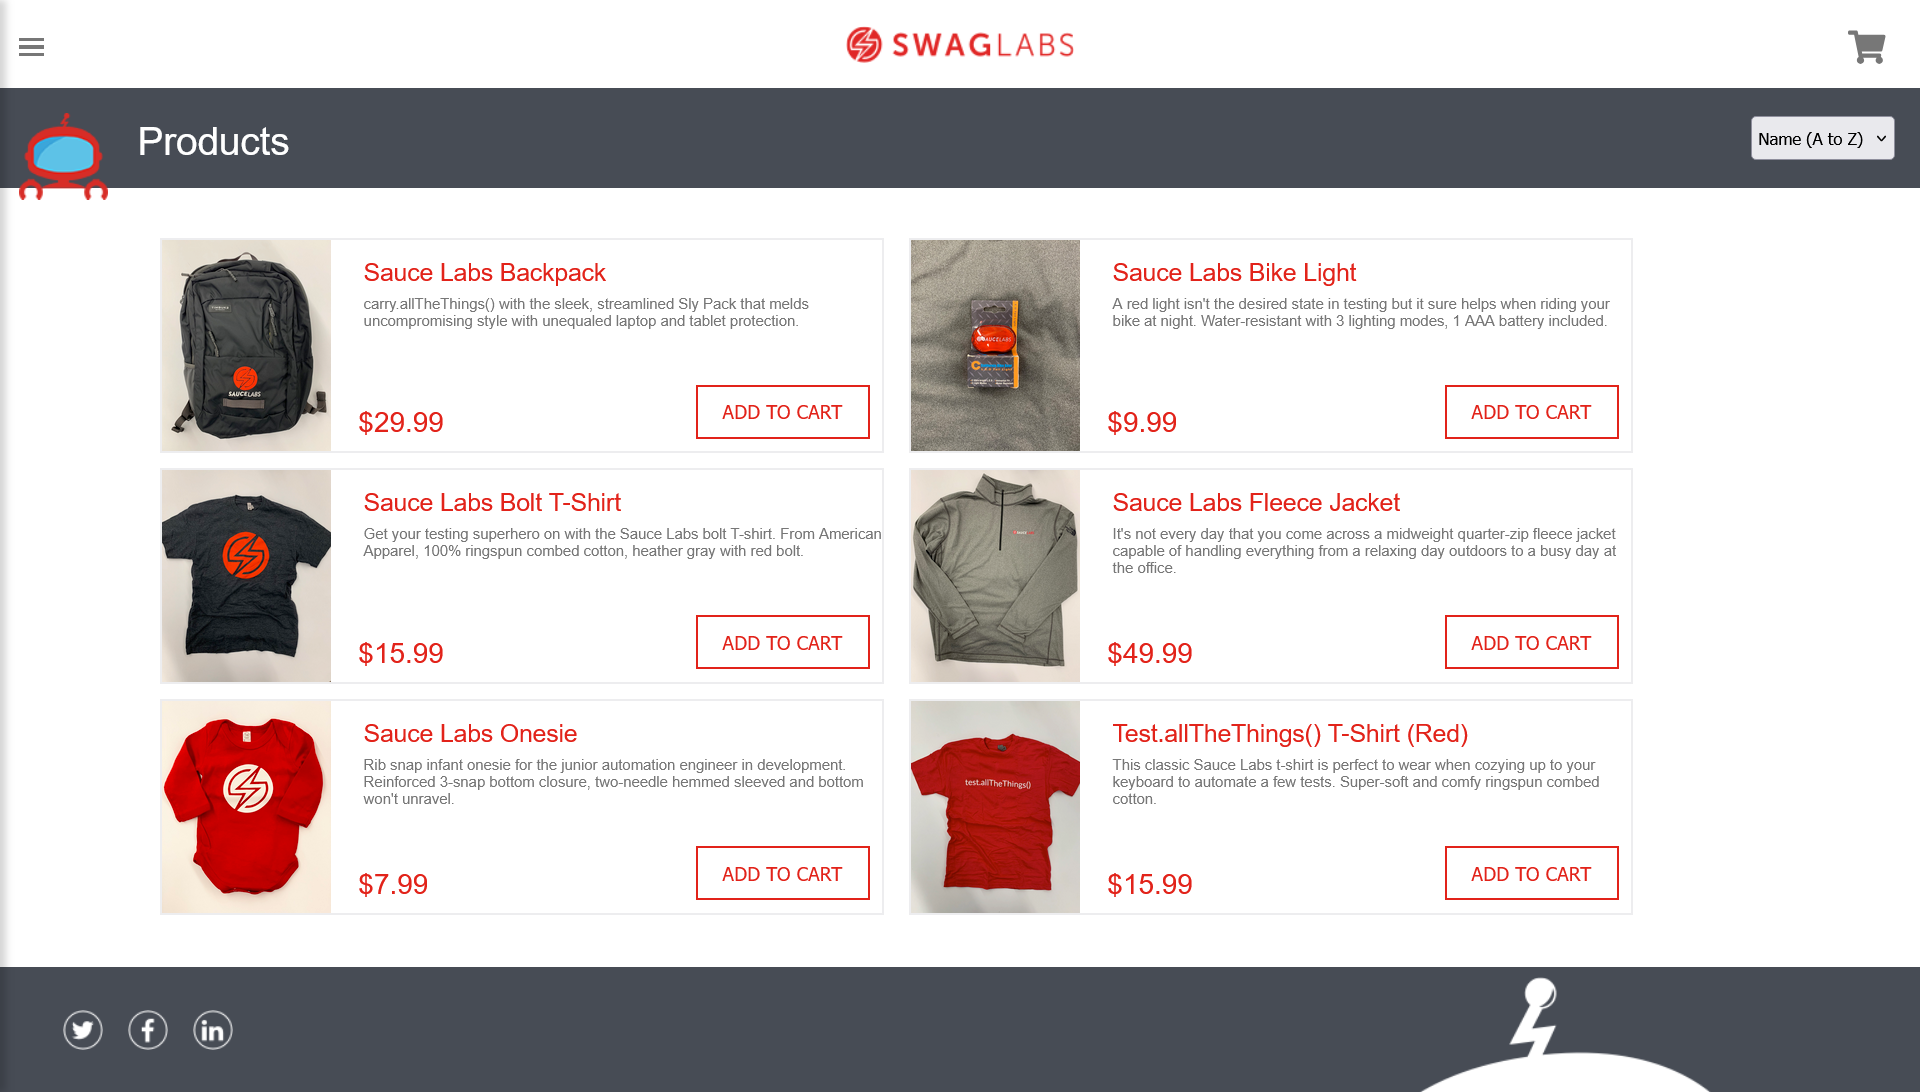 SWAGLABS
Products
Name (A to Z)
Sauce Labs Backpack
carry.allTheThings() with the sleek, streamlined Sly Pack that melds
uncompromising style with unequaled laptop and tablet protection.
$29.99
ADD TO CART
SAUCELABS
Sauce Labs Bike Light
A red light isn't the desired state in testing but it sure helps when riding your
bike at night. Water-resistant with 3 lighting modes, 1 AAA battery included.
$9.99
ADD TO CART
SAUCELABS
Sauce Labs Bolt T-Shirt
Get your testing superhero on with the Sauce Labs bolt T-shirt. From American
Apparel, 100% ringspun combed cotton, heather gray with red bolt.
$15.99
ADD TO CART
Sauce Labs Fleece Jacket
It's not every day that you come across a midweight quarter-zip fleece jacket
capable of handling everything from a relaxing day outdoors to a busy day at
the office.
$49.99
ADD TO CART
Sauce Labs Onesie
Rib snap infant onesie for the junior automation engineer in development.
Reinforced 3-snap bottom closure, two-needle hemmed sleeved and bottom
won't unravel.
$7.99
ADD TO CART
test.allTheThings()
Test.allTheThings() T-Shirt (Red)
This classic Sauce Labs t-shirt is perfect to wear when cozying up to your
keyboard to automate a few tests. Super-soft and comfy ringspun combed
cotton.
$15.99
ADD TO CART